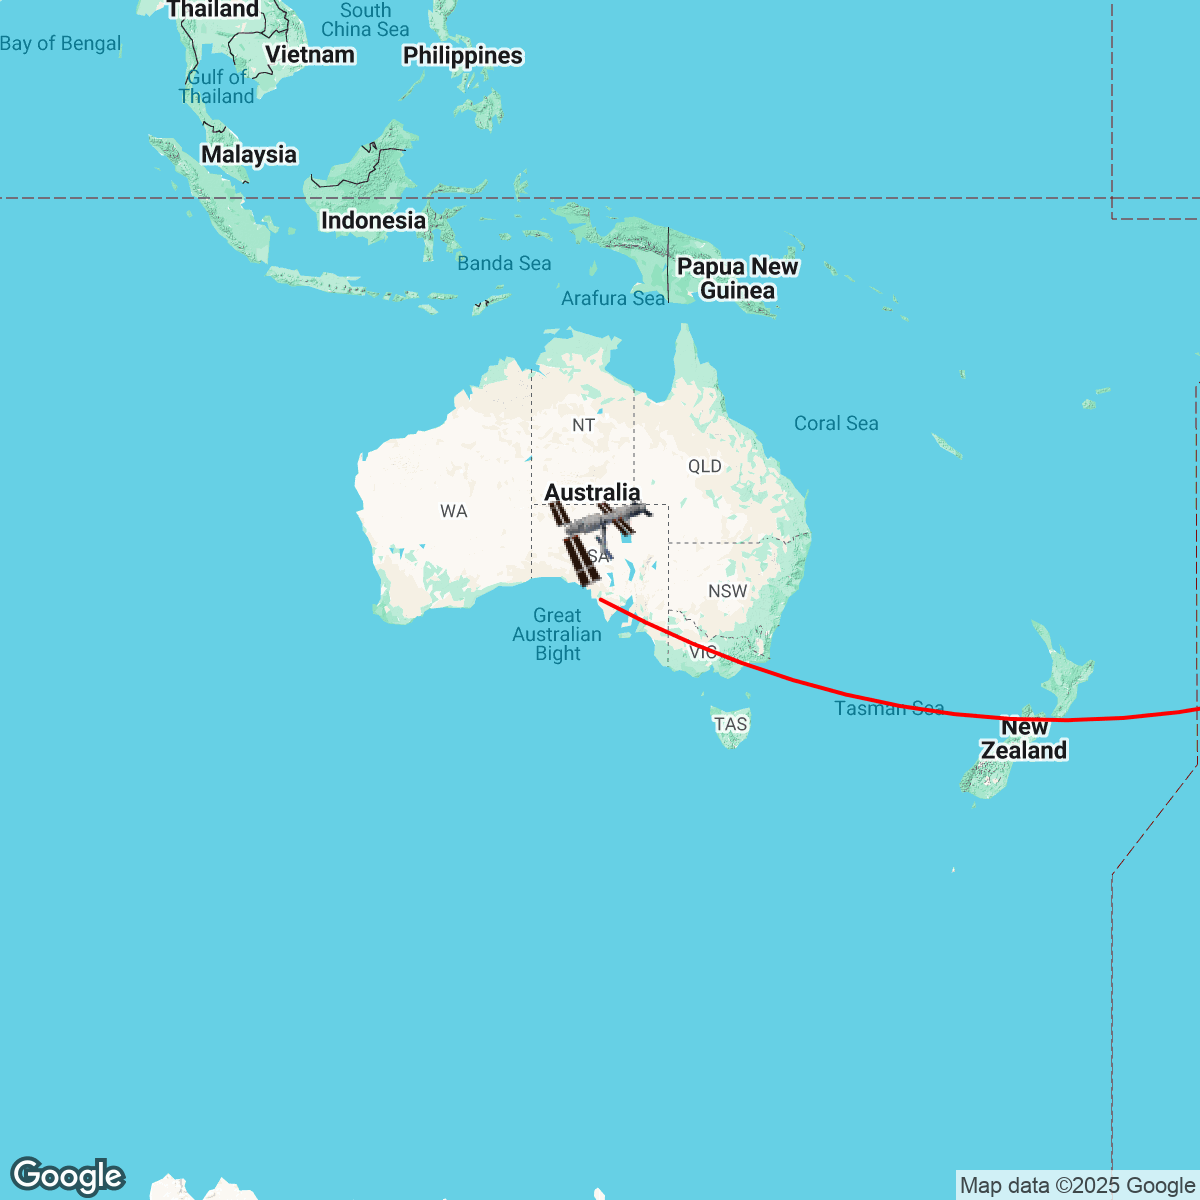 Thailand
South
China Sea
Bay of Bengal
Vietnam
Philippines
Gulf of
Thailand
Malaysia
Indonesia
Banda Sea
Papua New
Guinea
Arafura Sea
NT
Coral Sea
QLD
Australia
WA
SA
NSW
Great
Australian
Bight
VIC
Tasman Sea
TAS
New
Zealand
Google
Map data ©2025 Google